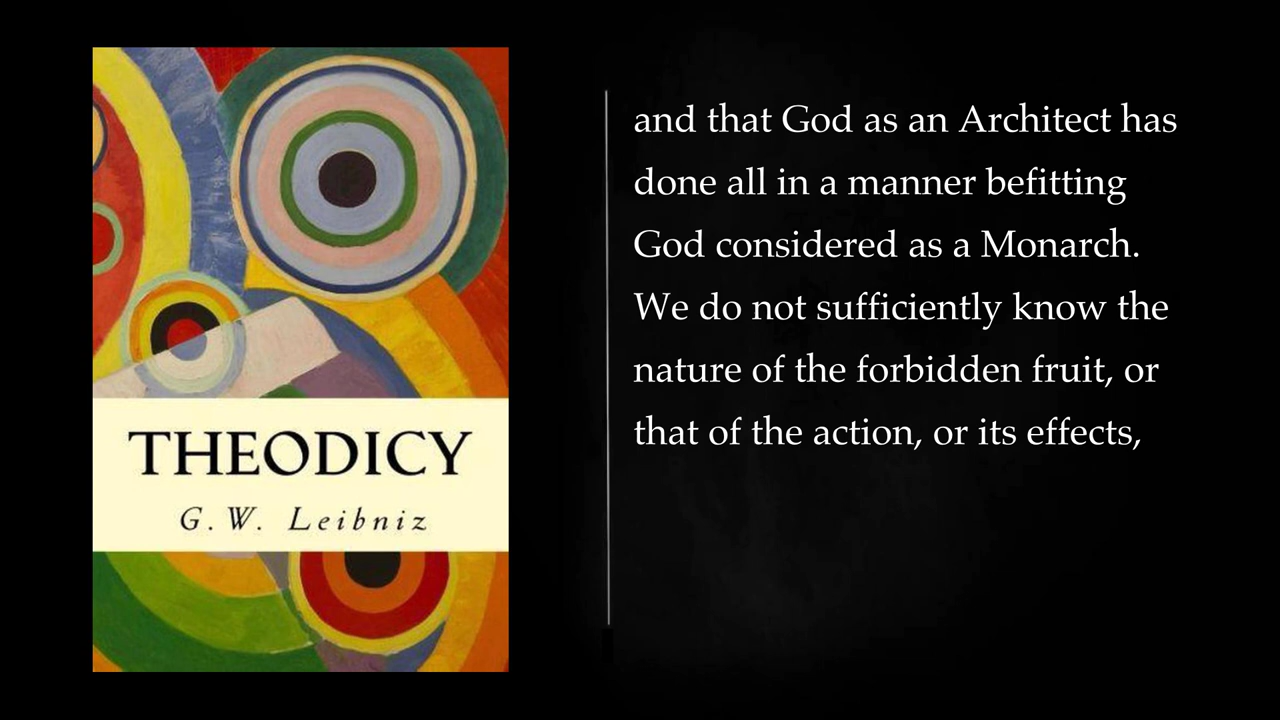 THEODICY
G. W. Leibniz
and that God as an Architect has
done all in a manner befitting
God considered as a Monarch.
We do not sufficiently know the
nature of the forbidden fruit, or
that of the action, or its effects,